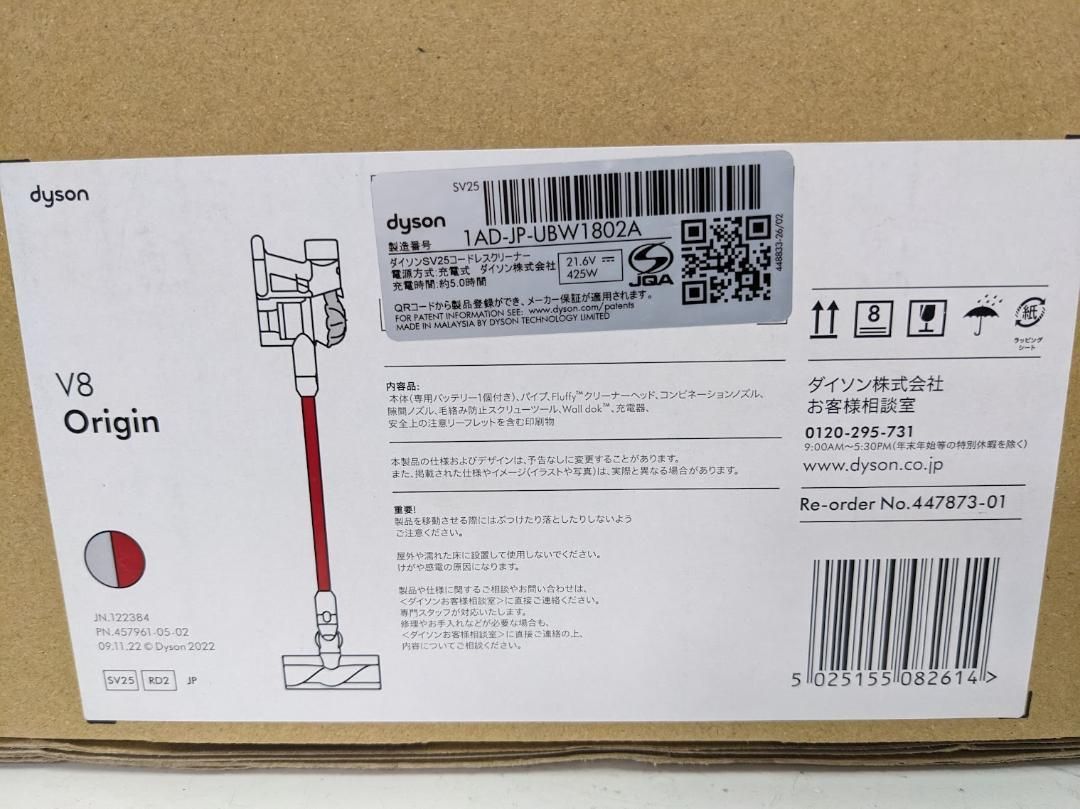 dyson
V8
Origin
JN.122384
PN.457961-05-02
09.11.22 © Dyson 2022
SV25 RD2 JP
SV25
dyson
製造番号 1AD-JP-UBW1802A
ダイソンSV25コードレスクリーナー
電源方式:充電式 ダイソン株式会社
充電時間:約5.0時間
21.6V
425W
JQA
448833-26/02
QRコードから製品登録ができ、メーカー保証が適用されます。
FOR PATENT INFORMATION SEE: www.dyson.com/patents
MADE IN MALAYSIA BY DYSON TECHNOLOGY LIMITED
内容品:
本体(専用バッテリー1個付き)、パイプ、Fluffy™クリーナーヘッド、コンビネーションノズル、
隙間ノズル、毛絡み防止スクリューツール、Wall dok™、充電器、
安全上の注意リーフレットを含む印刷物
本製品の仕様およびデザインは、予告なしに変更することがあります。
また、掲載された仕様やイメージ(イラストや写真)は、実際と異なる場合があります。
重要!
製品を移動させる際にはぶつけたり落としたりしないよう
ご注意ください。
屋外や濡れた床に設置して使用しないでください。
けがや感電の原因になります。
製品や仕様に関するご相談やお問い合わせは、
<ダイソンお客様相談室>に直接ご連絡ください。
専門スタッフが対応いたします。
修理やお手入れなどが必要な場合も、
<ダイソンお客様相談室>に直接ご連絡の上、
内容についてご相談ください。
8
紙
ラッピング
シート
ダイソン株式会社
お客様相談室
0120-295-731
9:00AM〜5:30PM(年末年始等の特別休暇を除く)
www.dyson.co.jp
Re-order No.447873-01
5 025155 082614 >